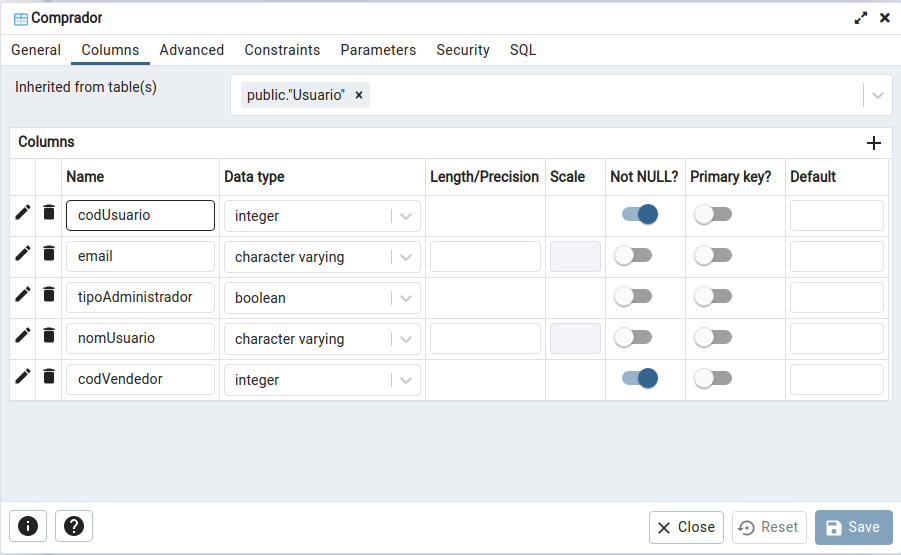 Comprador
General Columns Advanced Constraints Parameters Security SQL
Inherited from table(s) public."Usuario" ×
Columns
Name Data type Length/Precision Scale Not NULL? Primary key? Default
codUsuario integer
email character varying
tipoAdministrador boolean
nomUsuario character varying
codVendedor integer
Close Reset Save